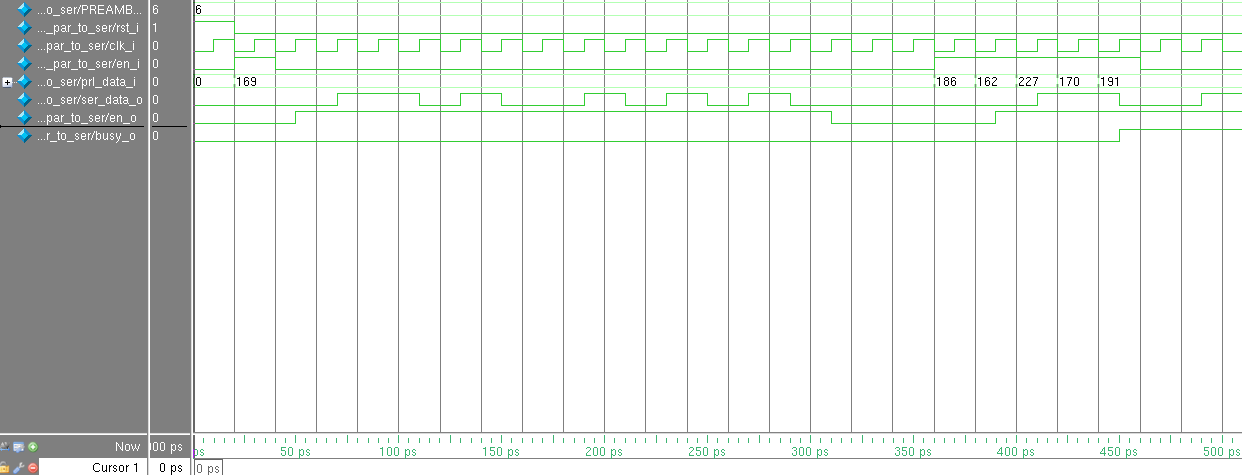 ...o_ser/PREAMB... 6 6
..._par_to_ser/rst_i 1
...par_to_ser/clk_i 0
..._par_to_ser/en_i 0
...o_ser/prl_data_i 0 0 169 186 162 227 170 191
...o_ser/ser_data_o 0
...par_to_ser/en_o 0
...r_to_ser/busy_o 0
Now 00 ps ps 50 ps 100 ps 150 ps 200 ps 250 ps 300 ps 350 ps 400 ps 450 ps 500 ps
Cursor 1 0 ps 0 ps